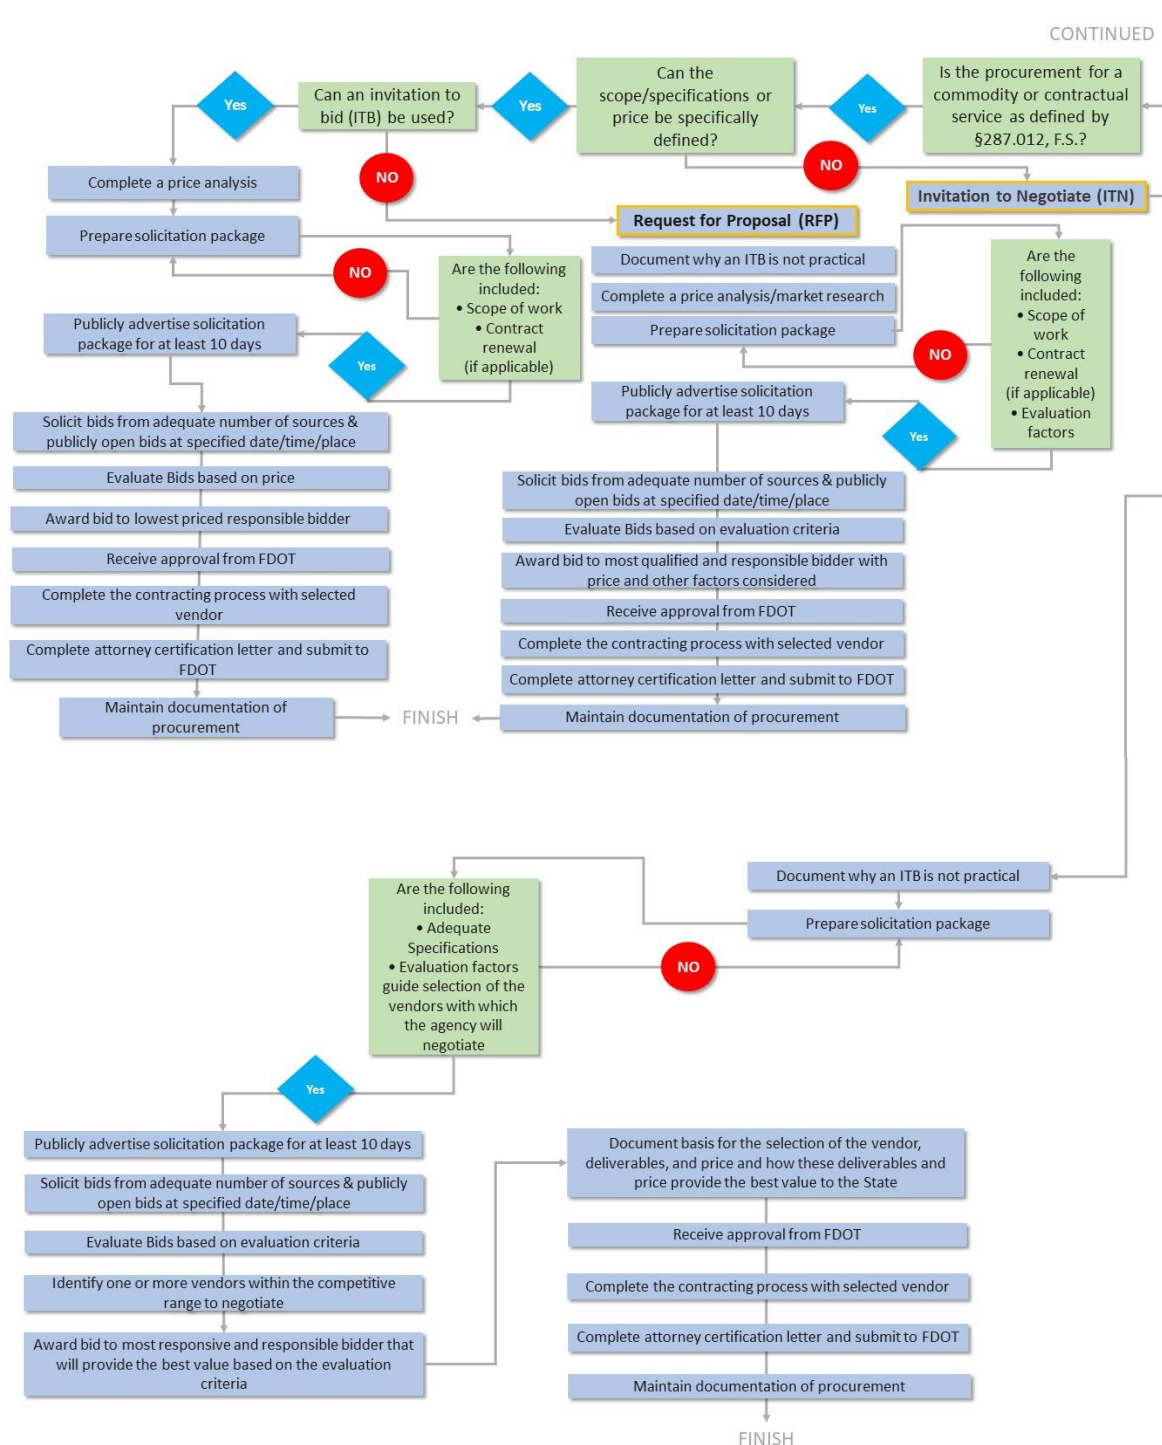 CONTINUED
Is the procurement for a
commodity or contractual
service as defined by
§287.012, F.S.?
Yes
Can the
scope/specifications or
price be specifically
defined?
Yes
Can an invitation to
bid (ITB) be used?
Yes
NO
NO
Invitation to Negotiate (ITN)
Request for Proposal (RFP)
Complete a price analysis
Prepare solicitation package
NO
Are the following
included:
• Scope of work
• Contract
renewal
(if applicable)
Yes
Publicly advertise solicitation
package for at least 10 days
Solicit bids from adequate number of sources &
publicly open bids at specified date/time/place
Evaluate Bids based on price
Award bid to lowest priced responsible bidder
Receive approval from FDOT
Complete the contracting process with selected
vendor
Complete attorney certification letter and submit to
FDOT
Maintain documentation of
procurement
FINISH
Document why an ITB is not practical
Complete a price analysis/market research
Prepare solicitation package
NO
Are the
following
included:
• Scope of
work
• Contract
renewal
(if applicable)
• Evaluation
factors
Yes
Publicly advertise solicitation
package for at least 10 days
Solicit bids from adequate number of sources & publicly
open bids at specified date/time/place
Evaluate Bids based on evaluation criteria
Award bid to most qualified and responsible bidder with
price and other factors considered
Receive approval from FDOT
Complete the contracting process with selected vendor
Complete attorney certification letter and submit to FDOT
Maintain documentation of procurement
Document why an ITB is not practical
Prepare solicitation package
NO
Are the following
included:
• Adequate
Specifications
• Evaluation factors
guide selection of the
vendors with which
the agency will
negotiate
Yes
Publicly advertise solicitation package for at least 10 days
Solicit bids from adequate number of sources & publicly
open bids at specified date/time/place
Evaluate Bids based on evaluation criteria
Identify one or more vendors within the competitive
range to negotiate
Award bid to most responsive and responsible bidder that
will provide the best value based on the evaluation
criteria
Document basis for the selection of the vendor,
deliverables, and price and how these deliverables and
price provide the best value to the State
Receive approval from FDOT
Complete the contracting process with selected vendor
Complete attorney certification letter and submit to FDOT
Maintain documentation of procurement
FINISH